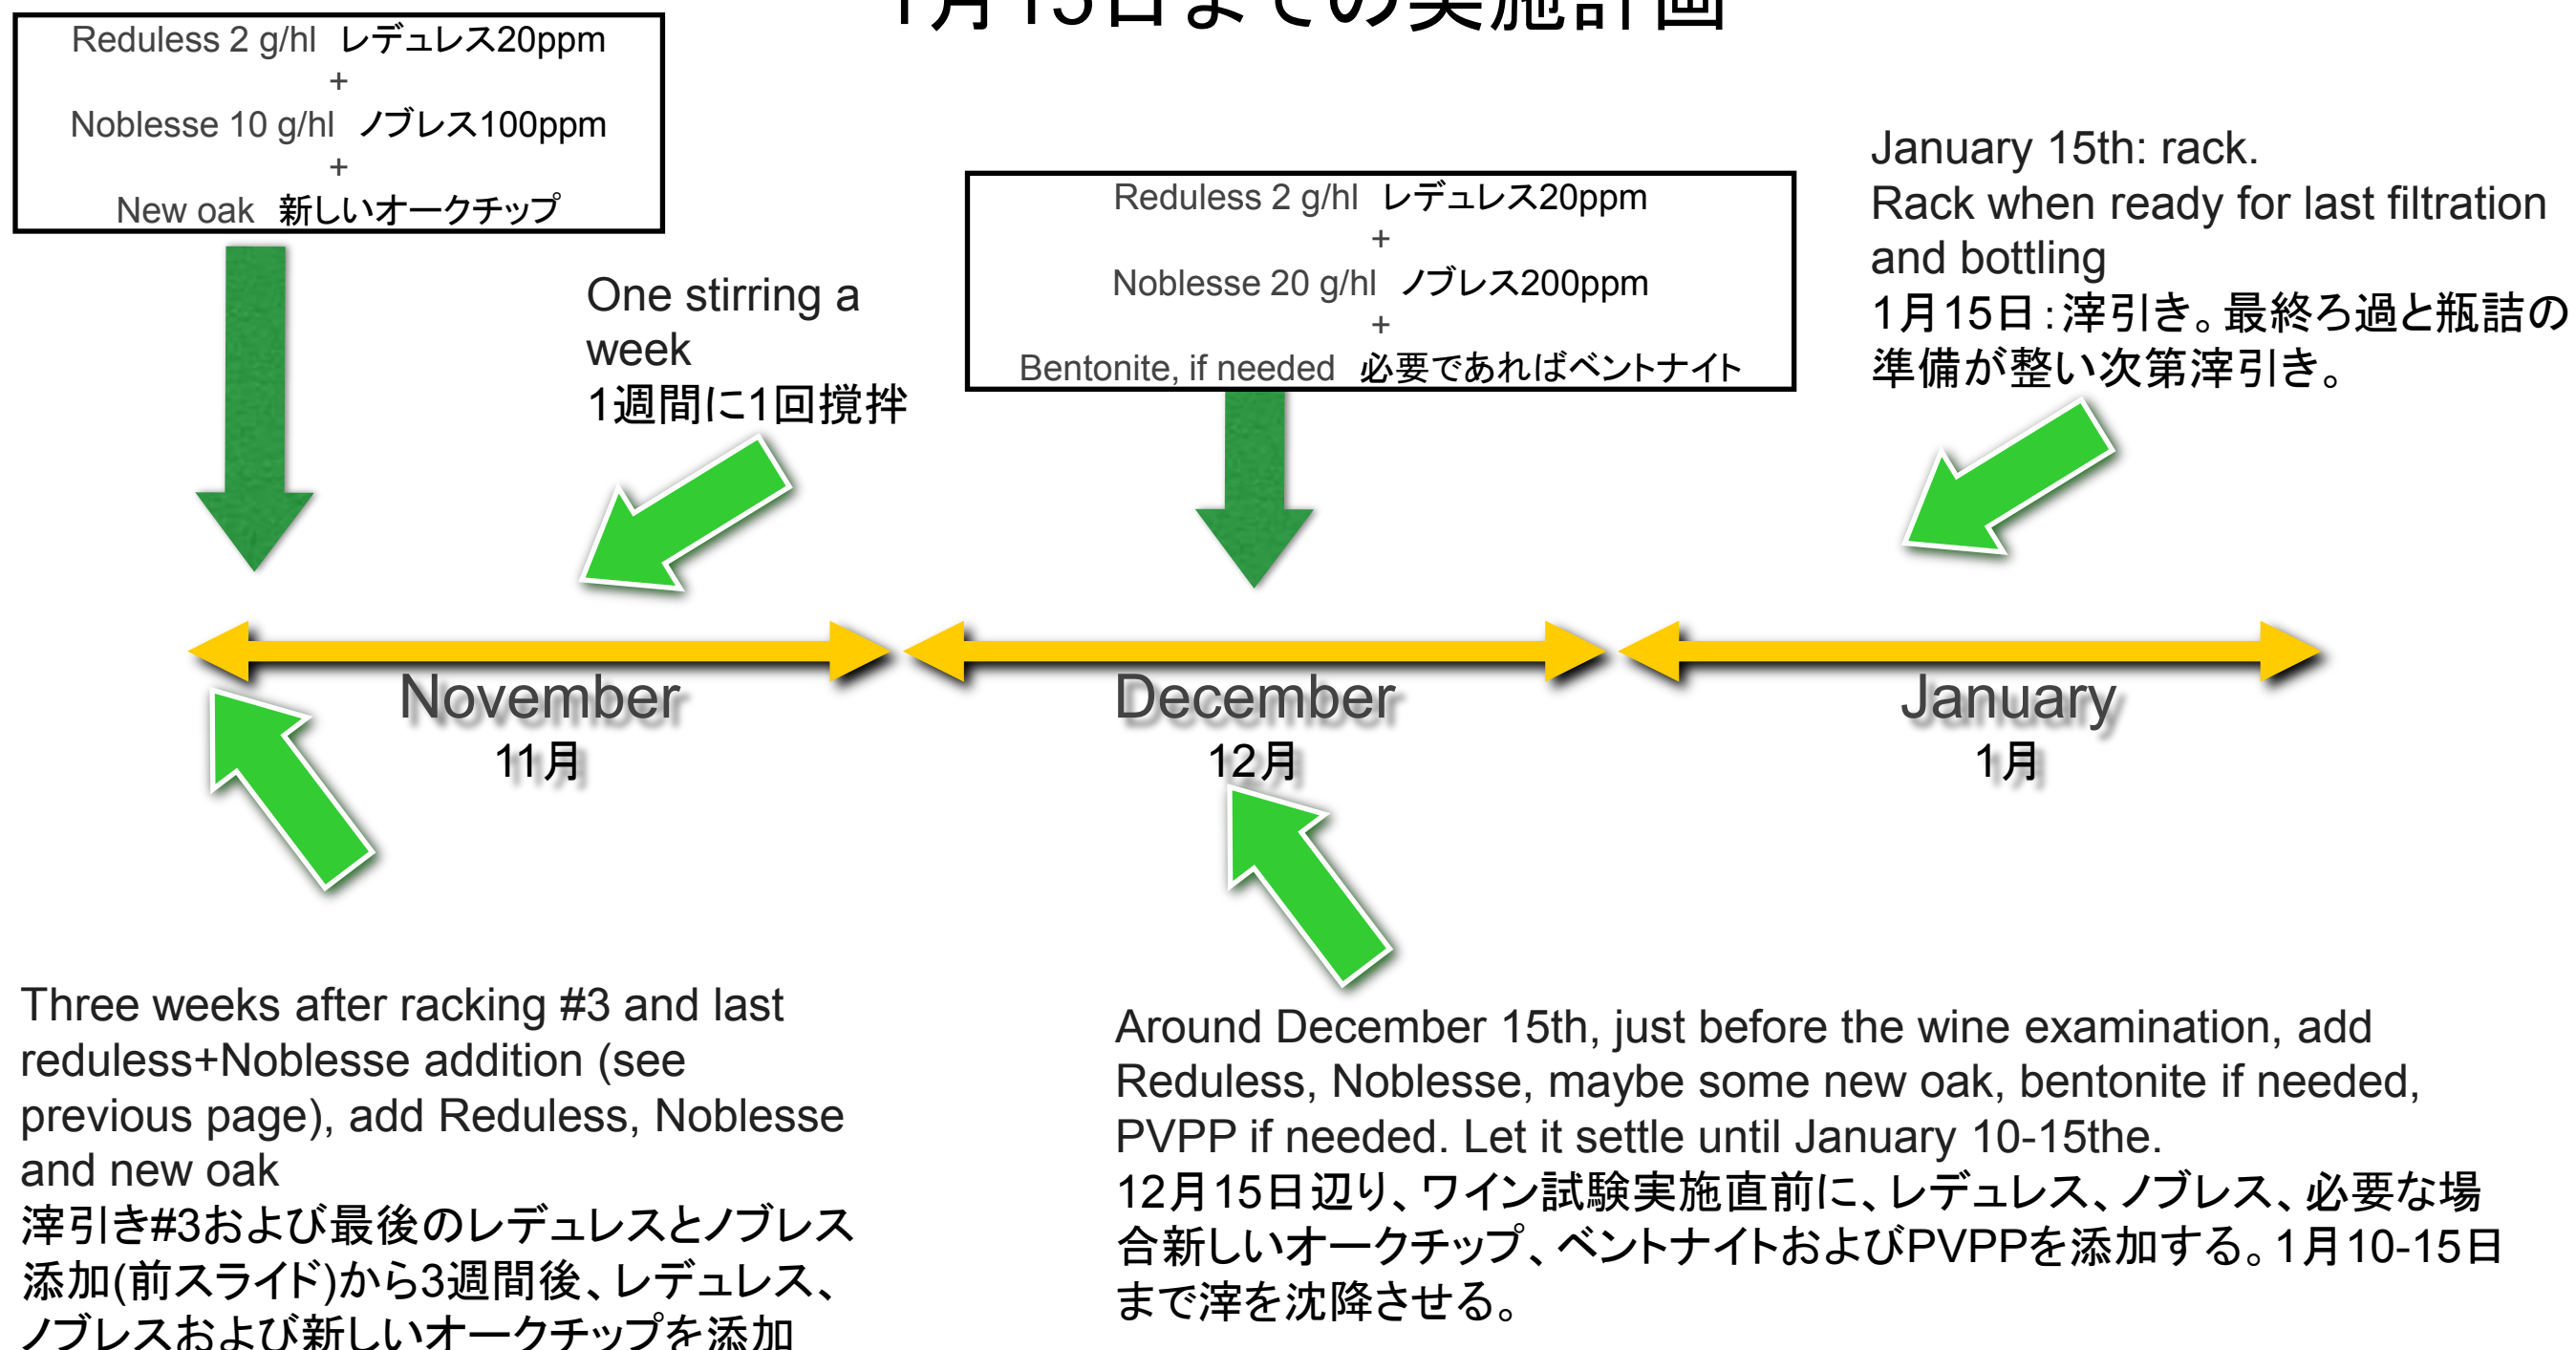 1月15日までの実施計画
Reduless 2 g/hl レデュレス20ppm
+
Noblesse 10 g/hl ノブレス100ppm
+
New oak 新しいオークチップ
One stirring a
week
1週間に1回撹拌
Reduless 2 g/hl レデュレス20ppm
+
Noblesse 20 g/hl ノブレス200ppm
+
Bentonite, if needed 必要であればベントナイト
January 15th: rack.
Rack when ready for last filtration
and bottling
1月15日：滓引き。最終ろ過と瓶詰の
準備が整い次第滓引き。
November
11月
December
12月
January
1月
Three weeks after racking #3 and last
reduless+Noblesse addition (see
previous page), add Reduless, Noblesse
and new oak
滓引き#3および最後のレデュレスとノブレス
添加(前スライド)から3週間後、レデュレス、
ノブレスおよび新しいオークチップを添加
Around December 15th, just before the wine examination, add
Reduless, Noblesse, maybe some new oak, bentonite if needed,
PVPP if needed. Let it settle until January 10-15the.
12月15日辺り、ワイン試験実施直前に、レデュレス、ノブレス、必要な場
合新しいオークチップ、ベントナイトおよびPVPPを添加する。1月10-15日
まで滓を沈降させる。